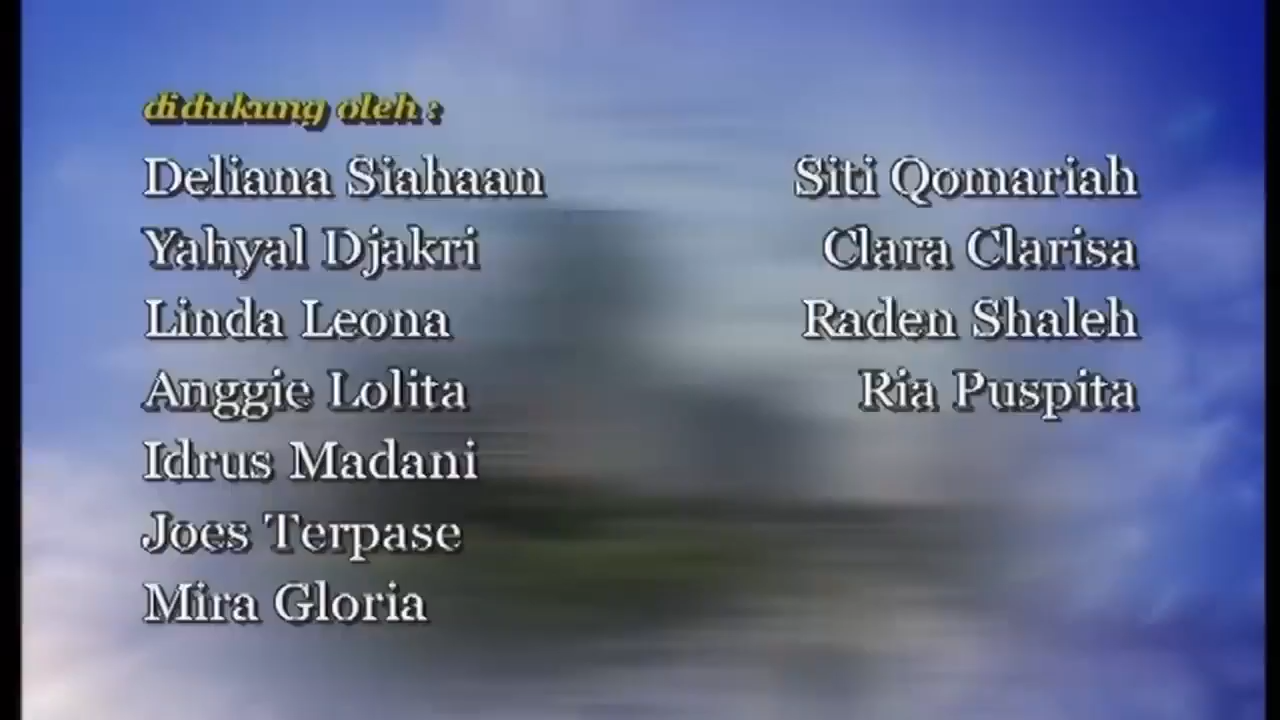 didukung oleh :
Deliana Siahaan
Yahyal Djakri
Linda Leona
Anggie Lolita
Idrus Madani
Joes Terpase
Mira Gloria
Siti Qomariah
Clara Clarisa
Raden Shaleh
Ria Puspita